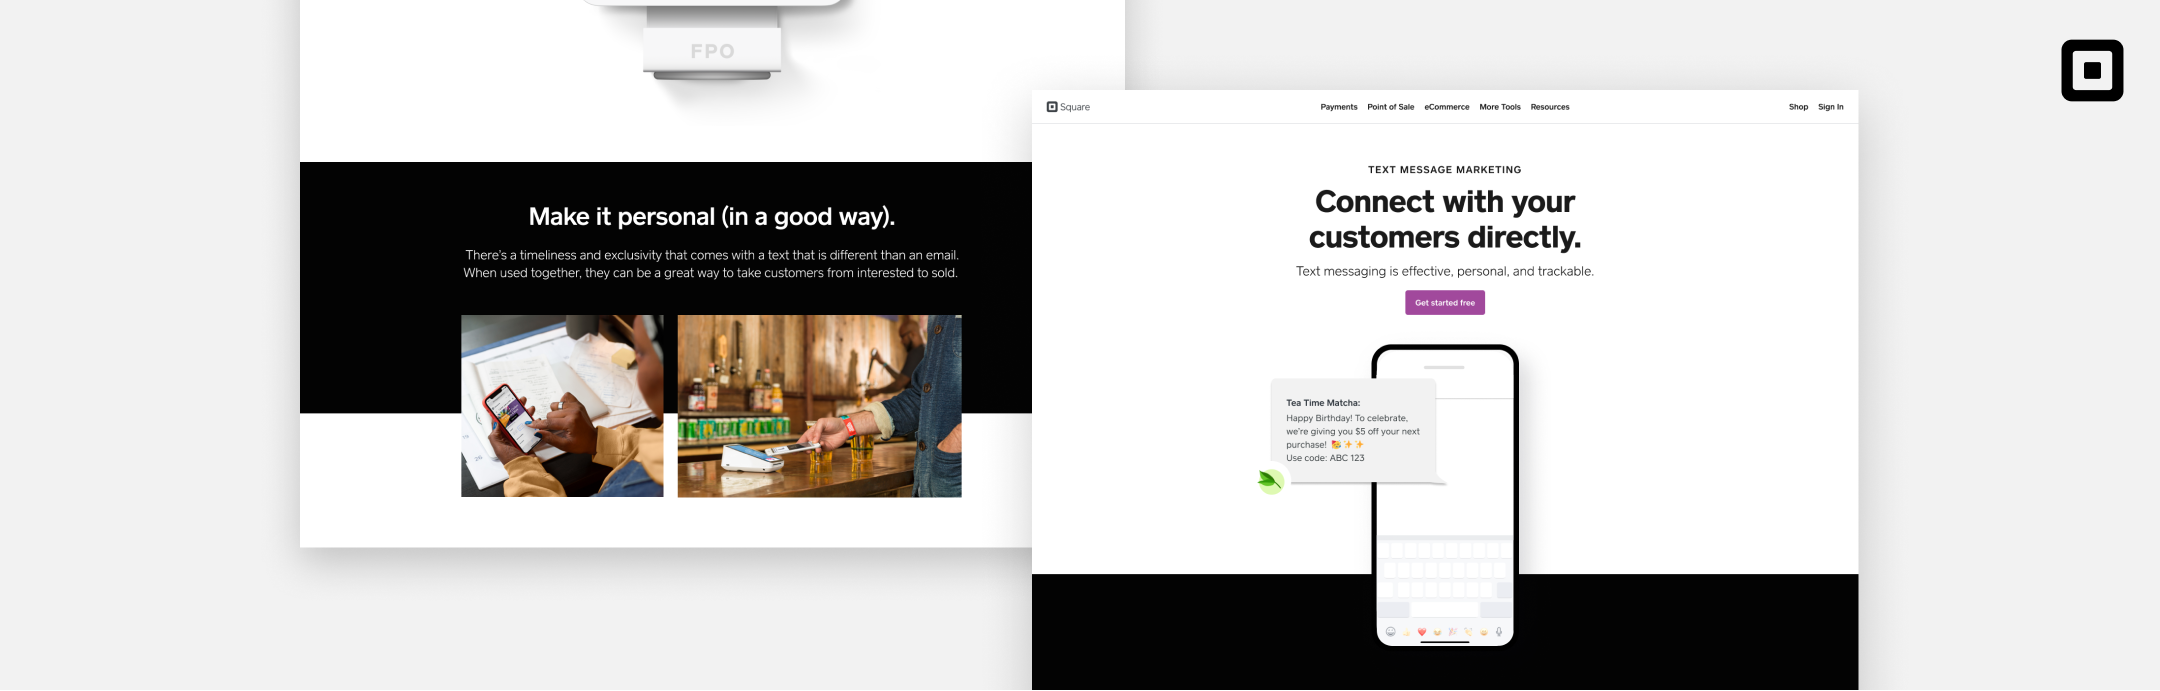 FPO
Make it personal (in a good way).
There's a timeliness and exclusivity that comes with a text that is different than an email.
When used together, they can be a great way to take customers from interested to sold.
Square
Payments Point of Sale eCommerce More Tools Resources
Shop Sign In
TEXT MESSAGE MARKETING
Connect with your
customers directly.
Text messaging is effective, personal, and trackable.
Get started free
Tea Time Matcha:
Happy Birthday! To celebrate,
we're giving you $5 off your next
purchase! 🎉✨✨
Use code: ABC 123